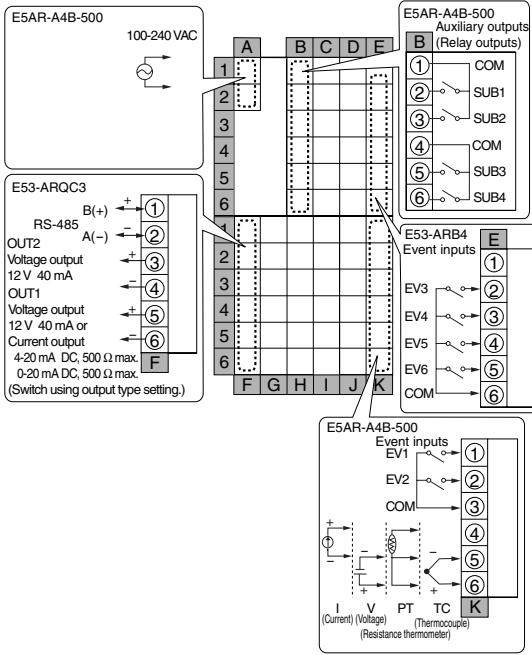 E5AR-A4B-500
100-240 VAC
A B C D E
1
2
3
4
5
6
1
2
3
4
5
6
F G H I J K
E5AR-A4B-500
Auxiliary outputs
(Relay outputs)
B
1 COM
2 SUB1
3 SUB2
4 COM
5 SUB3
6 SUB4
E53-ARQC3
RS-485
B(+) + 1
A(−) − 2
OUT2
Voltage output
12 V 40 mA
+ 3
− 4
OUT1
Voltage output
12 V 40 mA or
Current output
+ 5
− 6
4-20 mA DC, 500 Ω max.
0-20 mA DC, 500 Ω max.
(Switch using output type setting.)
F
E53-ARB4
Event inputs
E
1
EV3 2
EV4 3
EV5 4
EV6 5
COM 6
E5AR-A4B-500
Event inputs
EV1 1
EV2 2
COM 3
4
5
6
+ − − + − +
I V PT TC K
(Current) (Voltage)
(Thermocouple)
(Resistance thermometer)